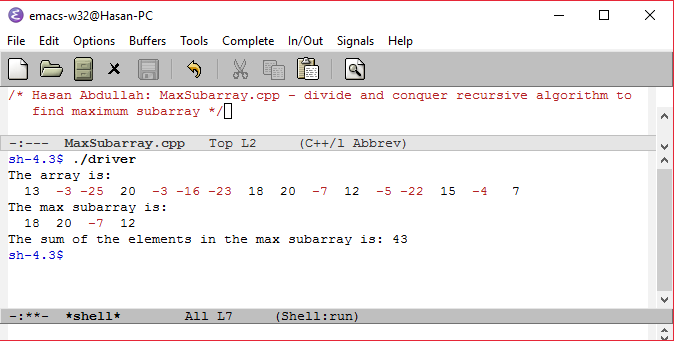 emacs-w32@Hasan-PC
File Edit Options Buffers Tools Complete In/Out Signals Help
/* Hasan Abdullah: MaxSubarray.cpp - divide and conquer recursive algorithm to
find maximum subarray */
-:--- MaxSubarray.cpp Top L2 (C++/l Abbrev)
sh-4.3$ ./driver
The array is:
13 -3 -25 20 -3 -16 -23 18 20 -7 12 -5 -22 15 -4 7
The max subarray is:
18 20 -7 12
The sum of the elements in the max subarray is: 43
sh-4.3$
-:**- *shell* All L7 (Shell:run)